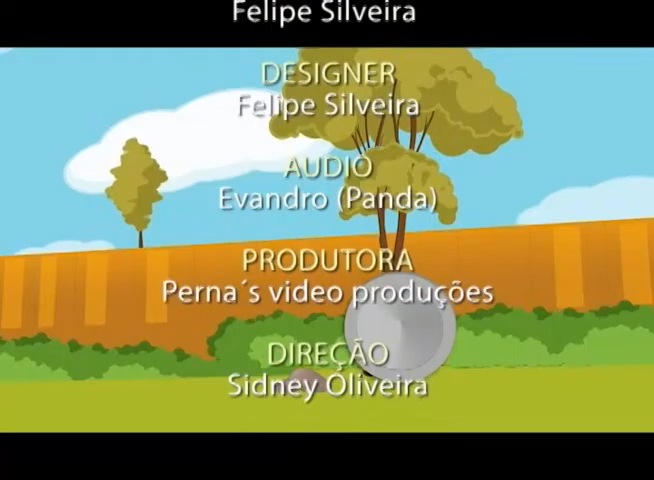 Felipe Silveira
DESIGNER
Felipe Silveira
AUDIO
Evandro (Panda)
PRODUTORA
Perna´s video produções
DIREÇÃO
Sidney Oliveira